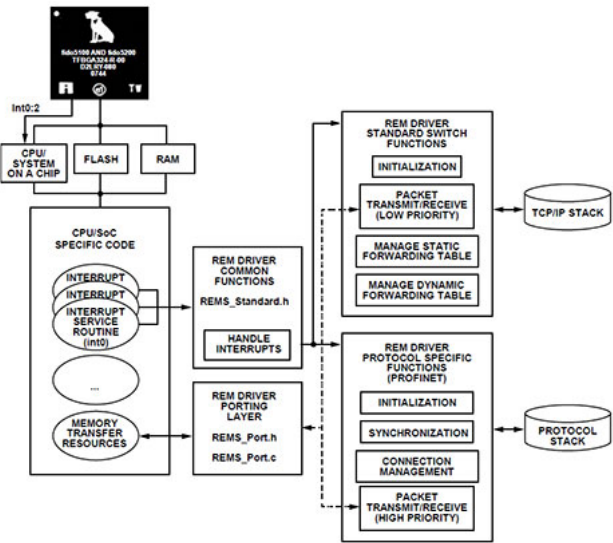 fido5100 AND fido5200
TFBGA324-R-00
D2LRY-000
0744
TW
Int0:2
CPU/
SYSTEM
ON A CHIP
FLASH
RAM
CPU/SoC
SPECIFIC CODE
INTERRUPT
INTERRUPT
INTERRUPT
SERVICE
ROUTINE
(int0)
...
MEMORY
TRANSFER
RESOURCES
REM DRIVER
COMMON
FUNCTIONS
REMS_Standard.h
HANDLE
INTERRUPTS
REM DRIVER
PORTING
LAYER
REMS_Port.h
REMS_Port.c
REM DRIVER
STANDARD SWITCH
FUNCTIONS
INITIALIZATION
PACKET
TRANSMIT/RECEIVE
(LOW PRIORITY)
MANAGE STATIC
FORWARDING TABLE
MANAGE DYNAMIC
FORWARDING TABLE
TCP/IP STACK
REM DRIVER
PROTOCOL SPECIFIC
FUNCTIONS
(PROFINET)
INITIALIZATION
SYNCHRONIZATION
CONNECTION
MANAGEMENT
PACKET
TRANSMIT/RECEIVE
(HIGH PRIORITY)
PROTOCOL
STACK